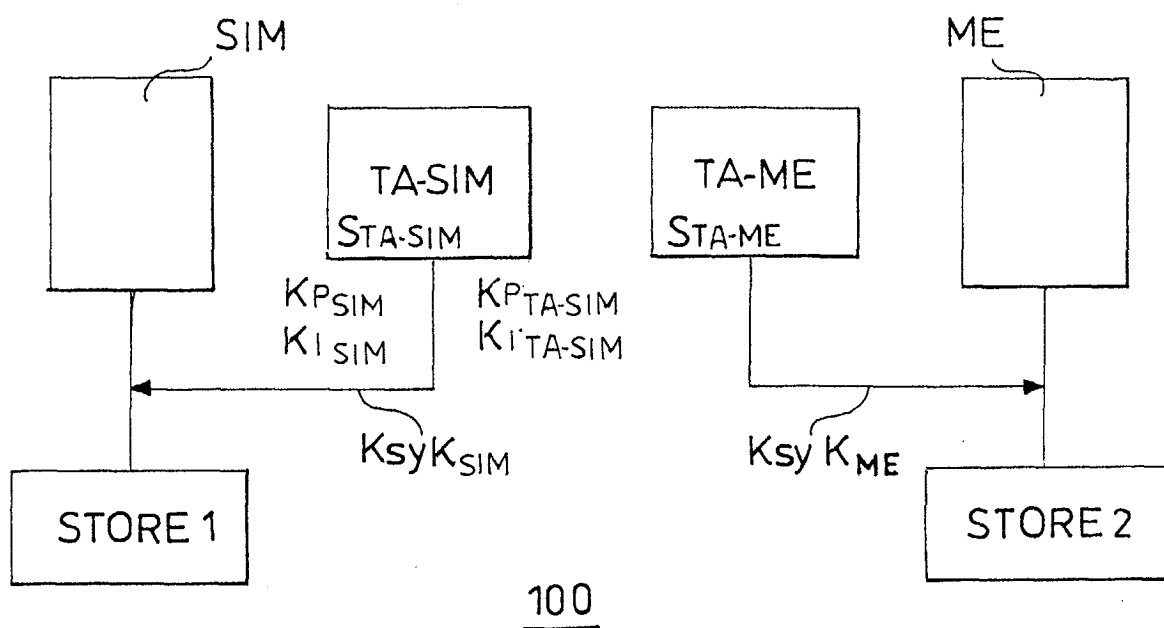 SIM
ME
TA-SIM
STA-SIM
TA-ME
STA-ME
KPSIM
KISIM
KPTA-SIM
KITA-SIM
KsyKSIM
Ksy KME
STORE 1
STORE 2
100